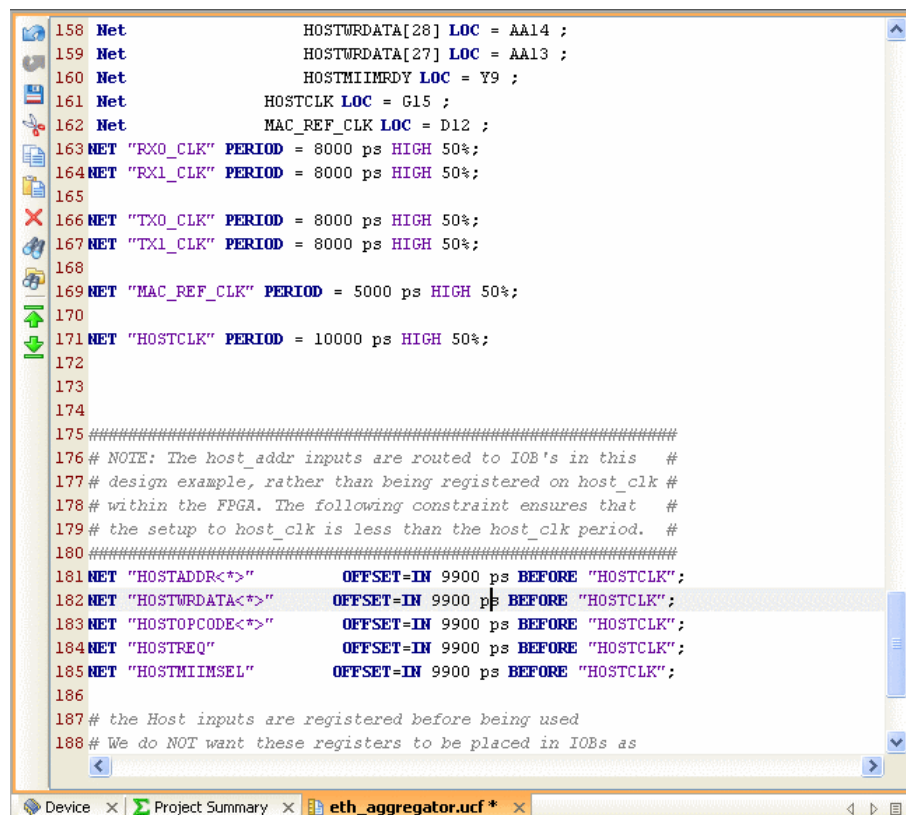 158 Net HOSTWRDATA[28] LOC = AA14 ;
159 Net HOSTWRDATA[27] LOC = AA13 ;
160 Net HOSTMIIMRDY LOC = Y9 ;
161 Net HOSTCLK LOC = G15 ;
162 Net MAC_REF_CLK LOC = D12 ;
163 NET "RX0_CLK" PERIOD = 8000 ps HIGH 50%;
164 NET "RX1_CLK" PERIOD = 8000 ps HIGH 50%;
165
166 NET "TX0_CLK" PERIOD = 8000 ps HIGH 50%;
167 NET "TX1_CLK" PERIOD = 8000 ps HIGH 50%;
168
169 NET "MAC_REF_CLK" PERIOD = 5000 ps HIGH 50%;
170
171 NET "HOSTCLK" PERIOD = 10000 ps HIGH 50%;
172
173
174
175 ############################################################
176 # NOTE: The host_addr inputs are routed to IOB's in this #
177 # design example, rather than being registered on host_clk #
178 # within the FPGA. The following constraint ensures that #
179 # the setup to host_clk is less than the host_clk period. #
180 ############################################################
181 NET "HOSTADDR<*>" OFFSET=IN 9900 ps BEFORE "HOSTCLK";
182 NET "HOSTWRDATA<*>" OFFSET=IN 9900 ps BEFORE "HOSTCLK";
183 NET "HOSTOPCODE<*>" OFFSET=IN 9900 ps BEFORE "HOSTCLK";
184 NET "HOSTREQ" OFFSET=IN 9900 ps BEFORE "HOSTCLK";
185 NET "HOSTMIIMSEL" OFFSET=IN 9900 ps BEFORE "HOSTCLK";
186
187 # the Host inputs are registered before being used
188 # We do NOT want these registers to be placed in IOBs as
Device Project Summary eth_aggregator.ucf *